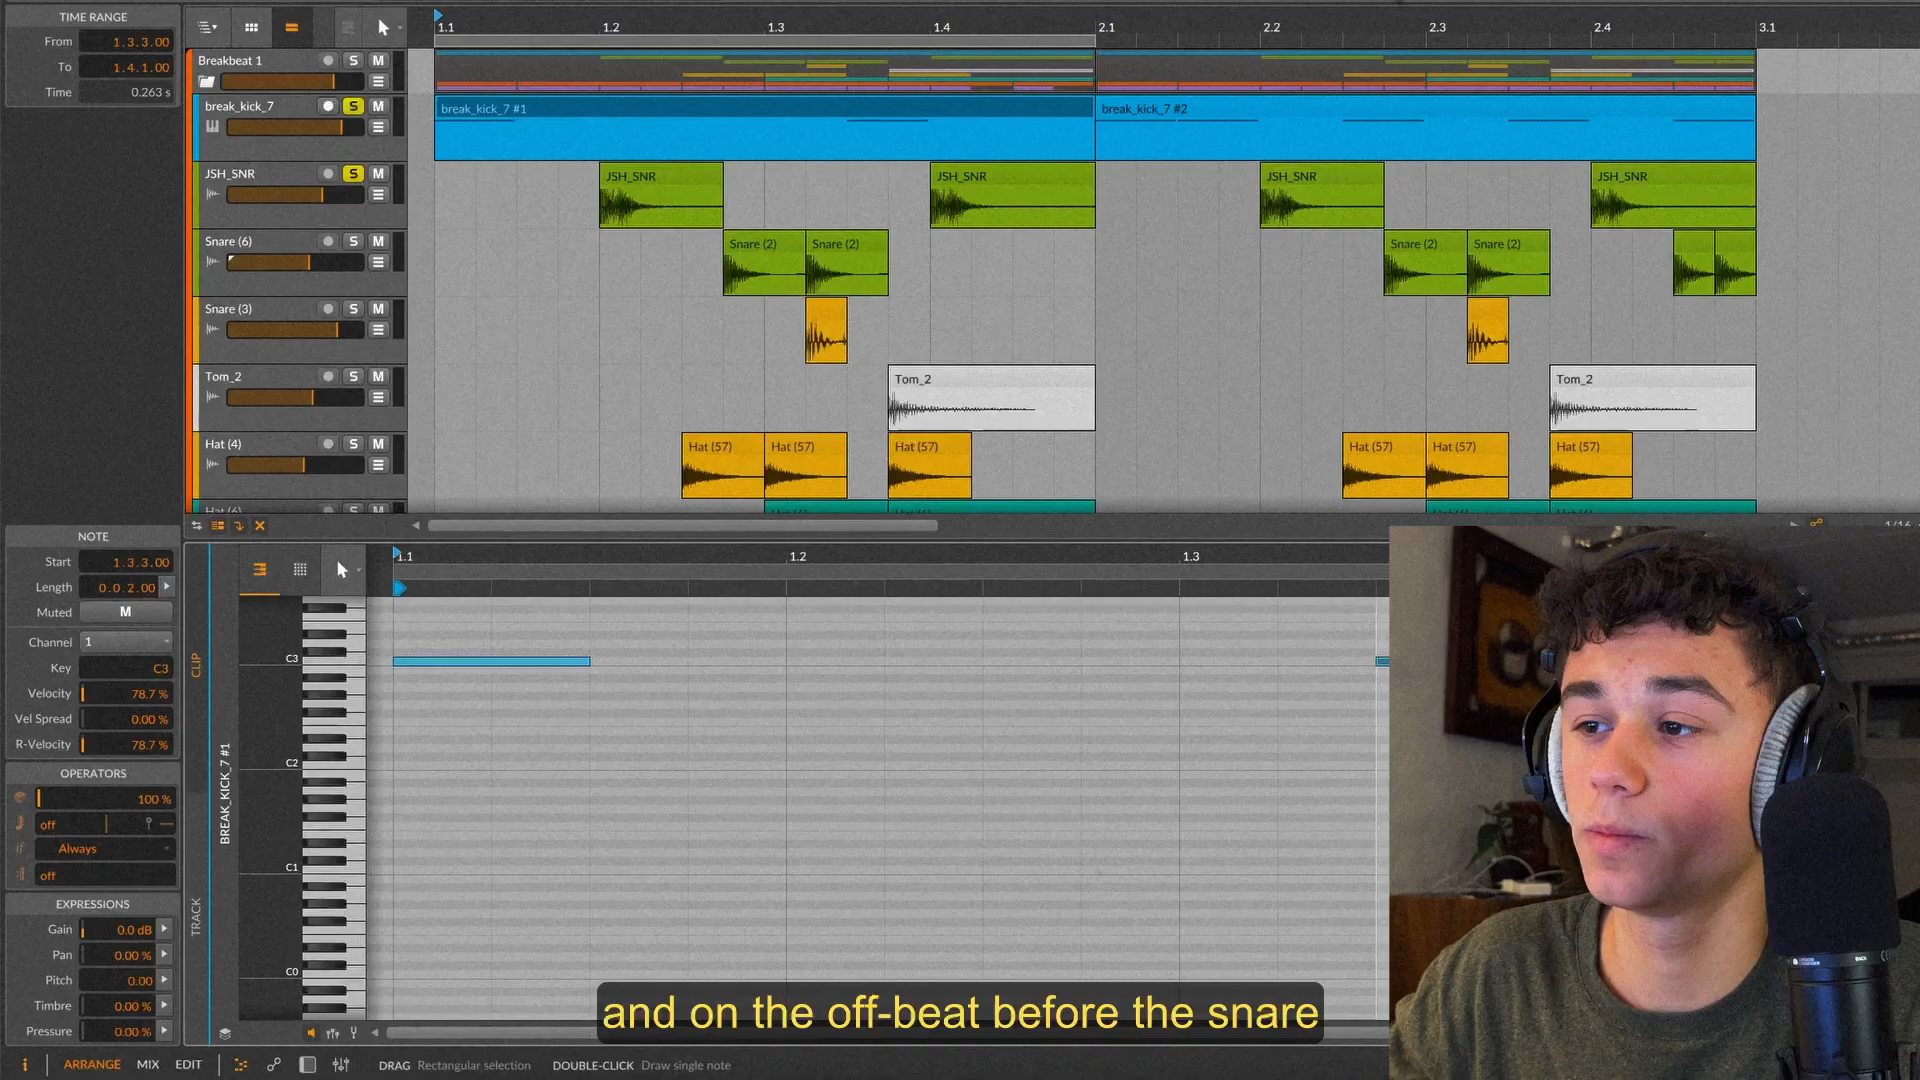 TIME RANGE
From 1.3.3.00
To 1.4.1.00
Time 0.263 s
1.1 1.2 1.3 1.4 2.1 2.2 2.3 2.4 3.1
Breakbeat 1 S M
break_kick_7 S M
break_kick_7 #1 break_kick_7 #2
JSH_SNR S M
JSH_SNR JSH_SNR JSH_SNR JSH_SNR
Snare (6) S M
Snare (2) Snare (2) Snare (2) Snare (2)
Snare (3) S M
Tom_2 S M
Tom_2 Tom_2
Hat (4) S M
Hat (57) Hat (57) Hat (57) Hat (57) Hat (57) Hat (57)
1/16
NOTE
Start 1.3.3.00
Length 0.0.2.00
Muted M
Channel 1
Key C3
Velocity 78.7 %
Vel Spread 0.00 %
R-Velocity 78.7 %
OPERATORS
100 %
off
if Always
off
EXPRESSIONS
Gain 0.0 dB
Pan 0.00 %
Pitch 0.00
Timbre 0.00 %
Pressure 0.00 %
CLIP
TRACK
BREAK_KICK_7 #1
1.1 1.2 1.3
C3
C2
C1
C0
and on the off-beat before the snare
i ARRANGE MIX EDIT DRAG Rectangular selection DOUBLE-CLICK Draw single note